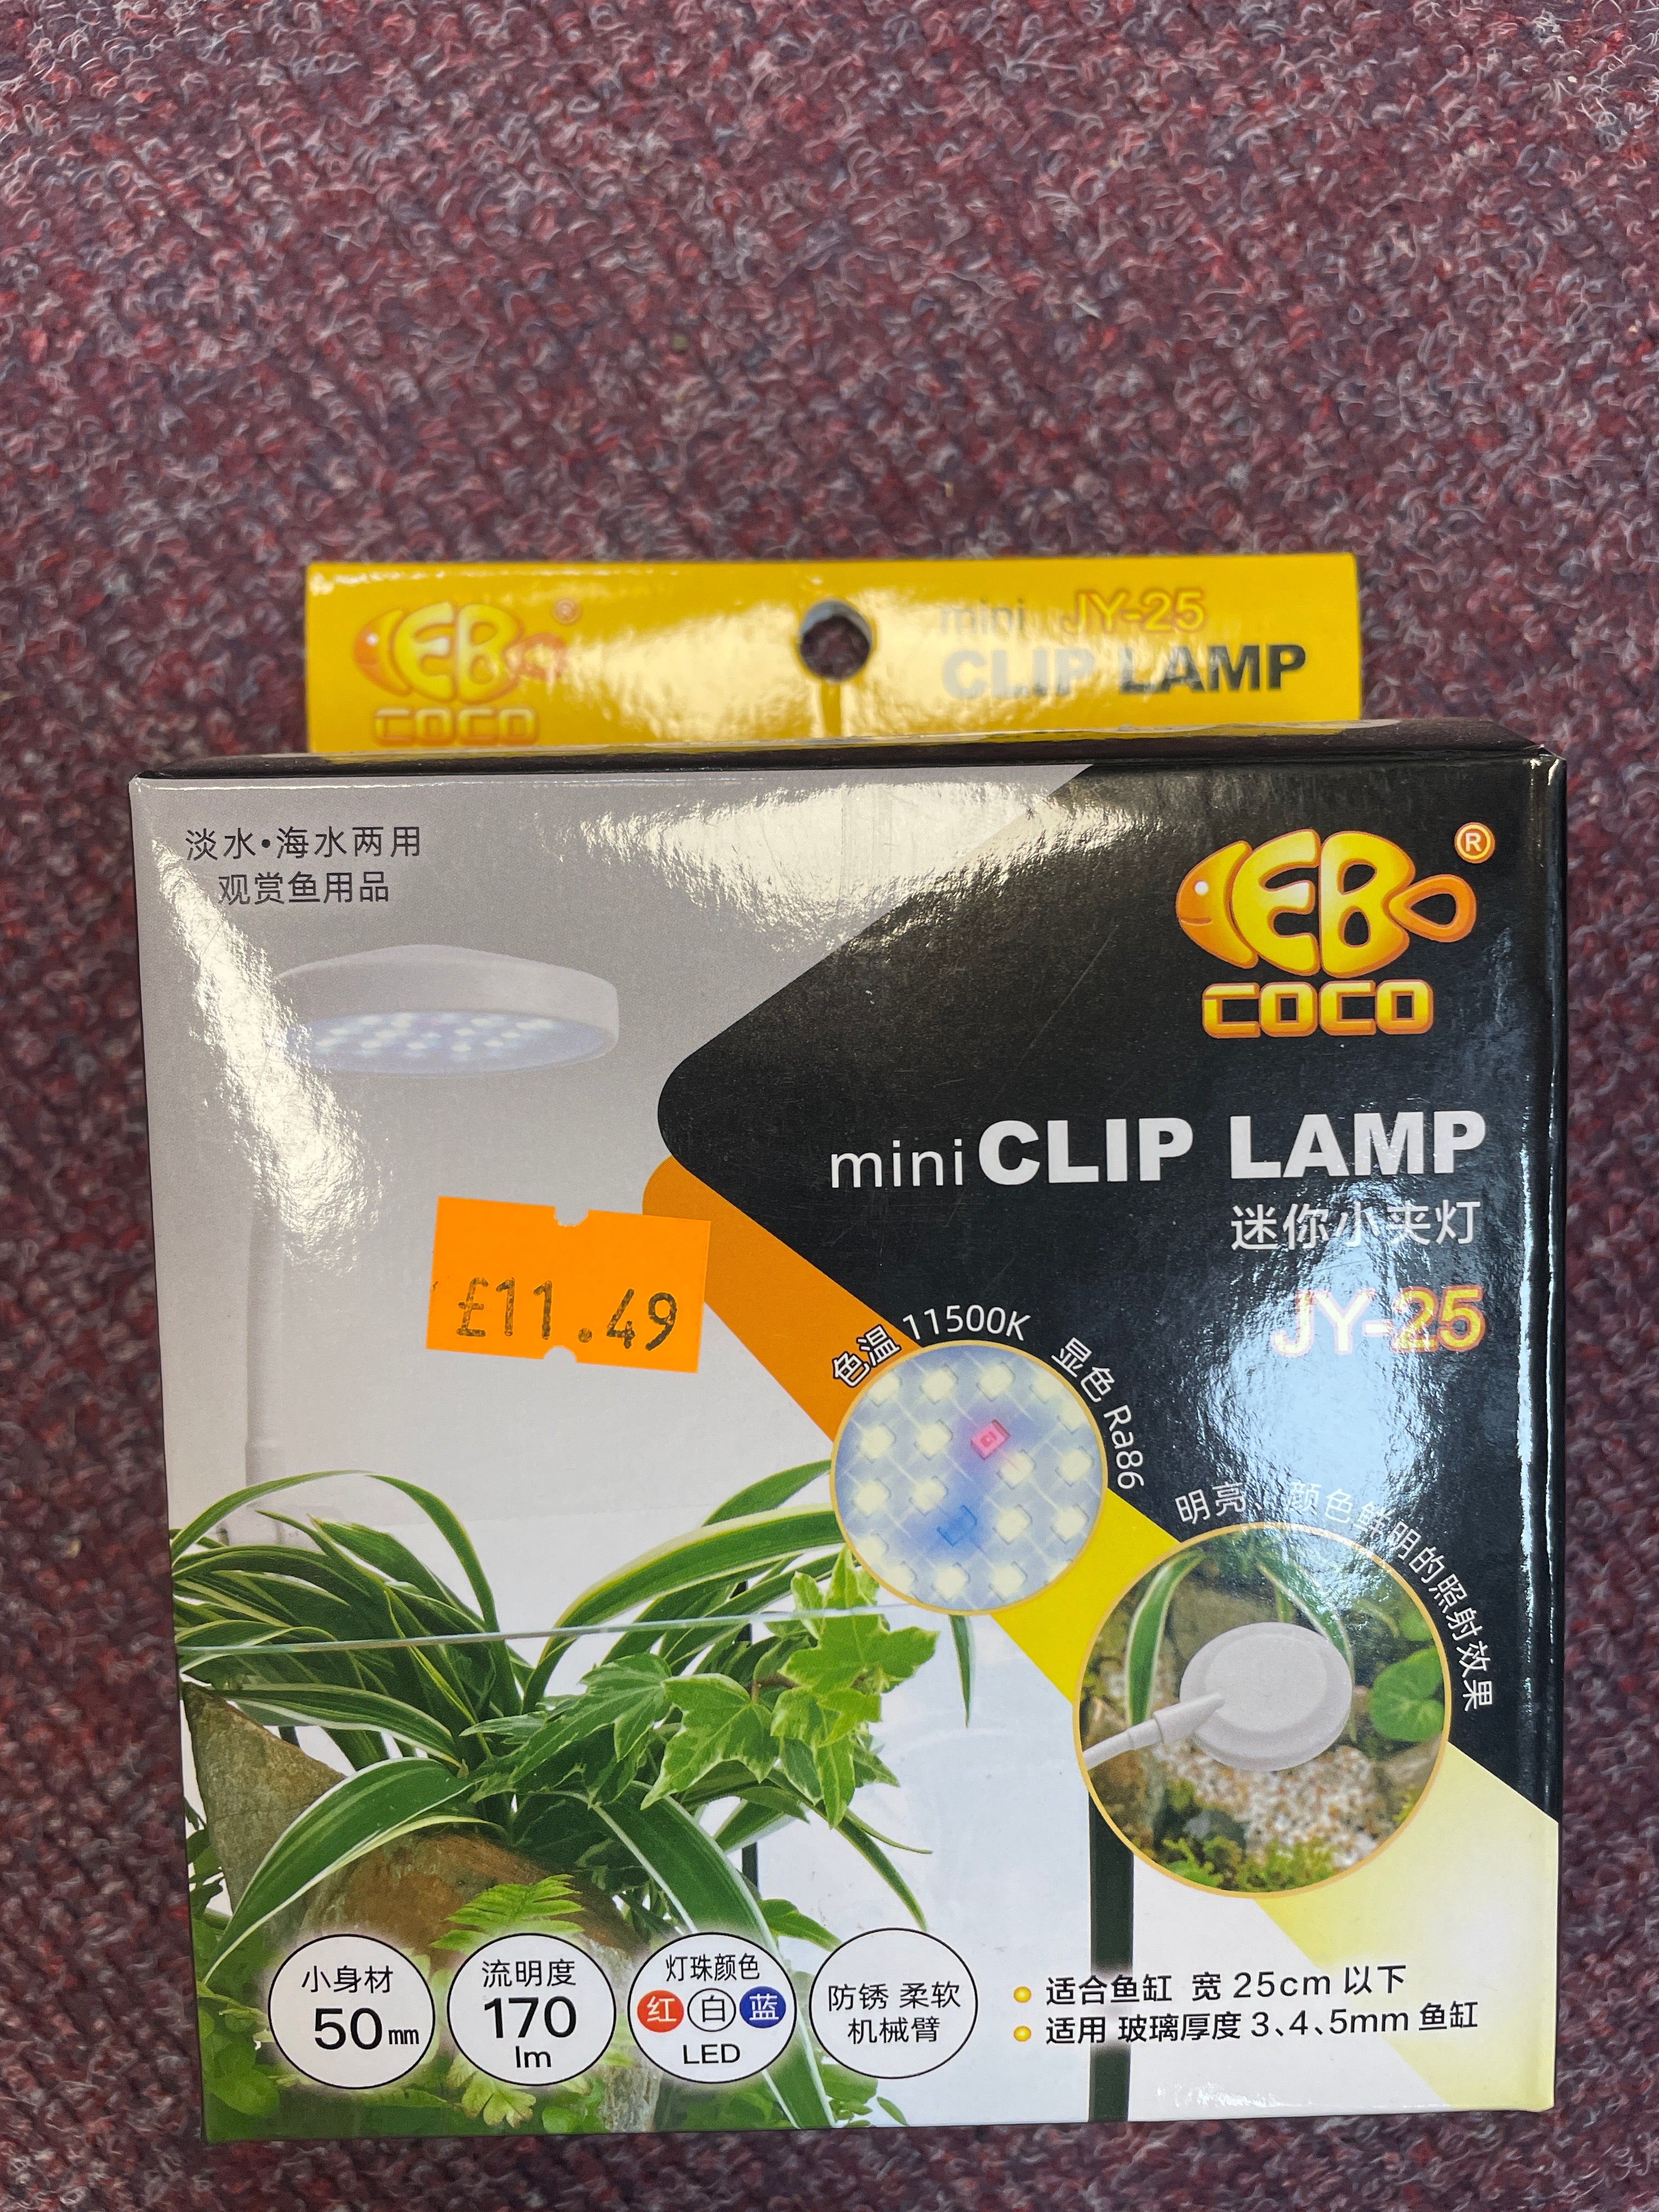 EB
®
COCO
mini JY-25
CLIP LAMP
淡水•海水两用
观赏鱼用品
EB
®
COCO
mini CLIP LAMP
迷你小夹灯
JY-25
£11.49
色温 11500K
显色 Ra86
明亮、颜色鲜明的照射效果
小身材
50mm
流明度
170
lm
灯珠颜色
红 白 蓝
LED
防锈 柔软
机械臂
适合鱼缸 宽 25cm 以下
适用 玻璃厚度 3、4、5mm 鱼缸